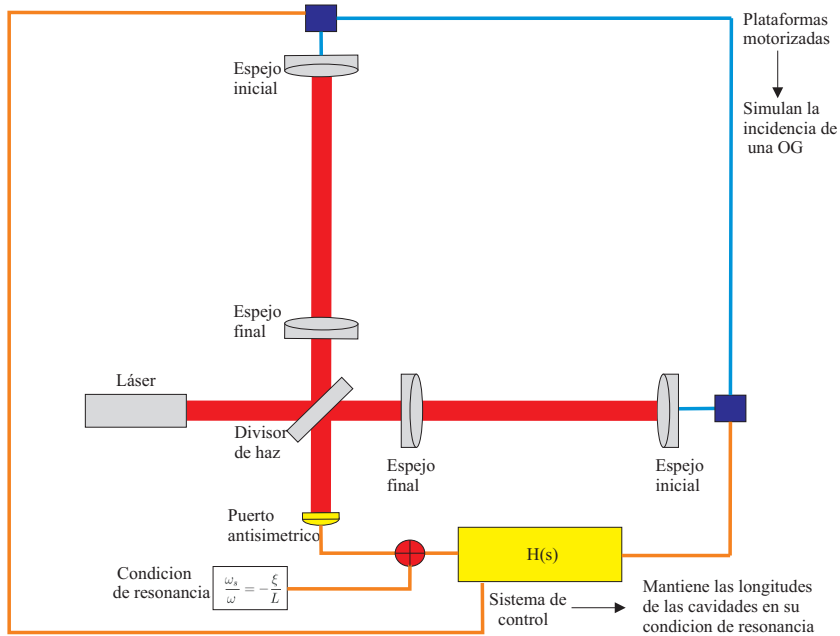 Plataformas
motorizadas
Simulan la
incidencia de
una OG
Espejo
inicial
Espejo
final
Láser
Divisor
de haz
Espejo
final
Espejo
inicial
Puerto
antisimetrico
H(s)
Condicion
de resonancia
ω_s/ω = -ξ/L
Sistema de
control
Mantiene las longitudes
de las cavidades en su
condicion de resonancia